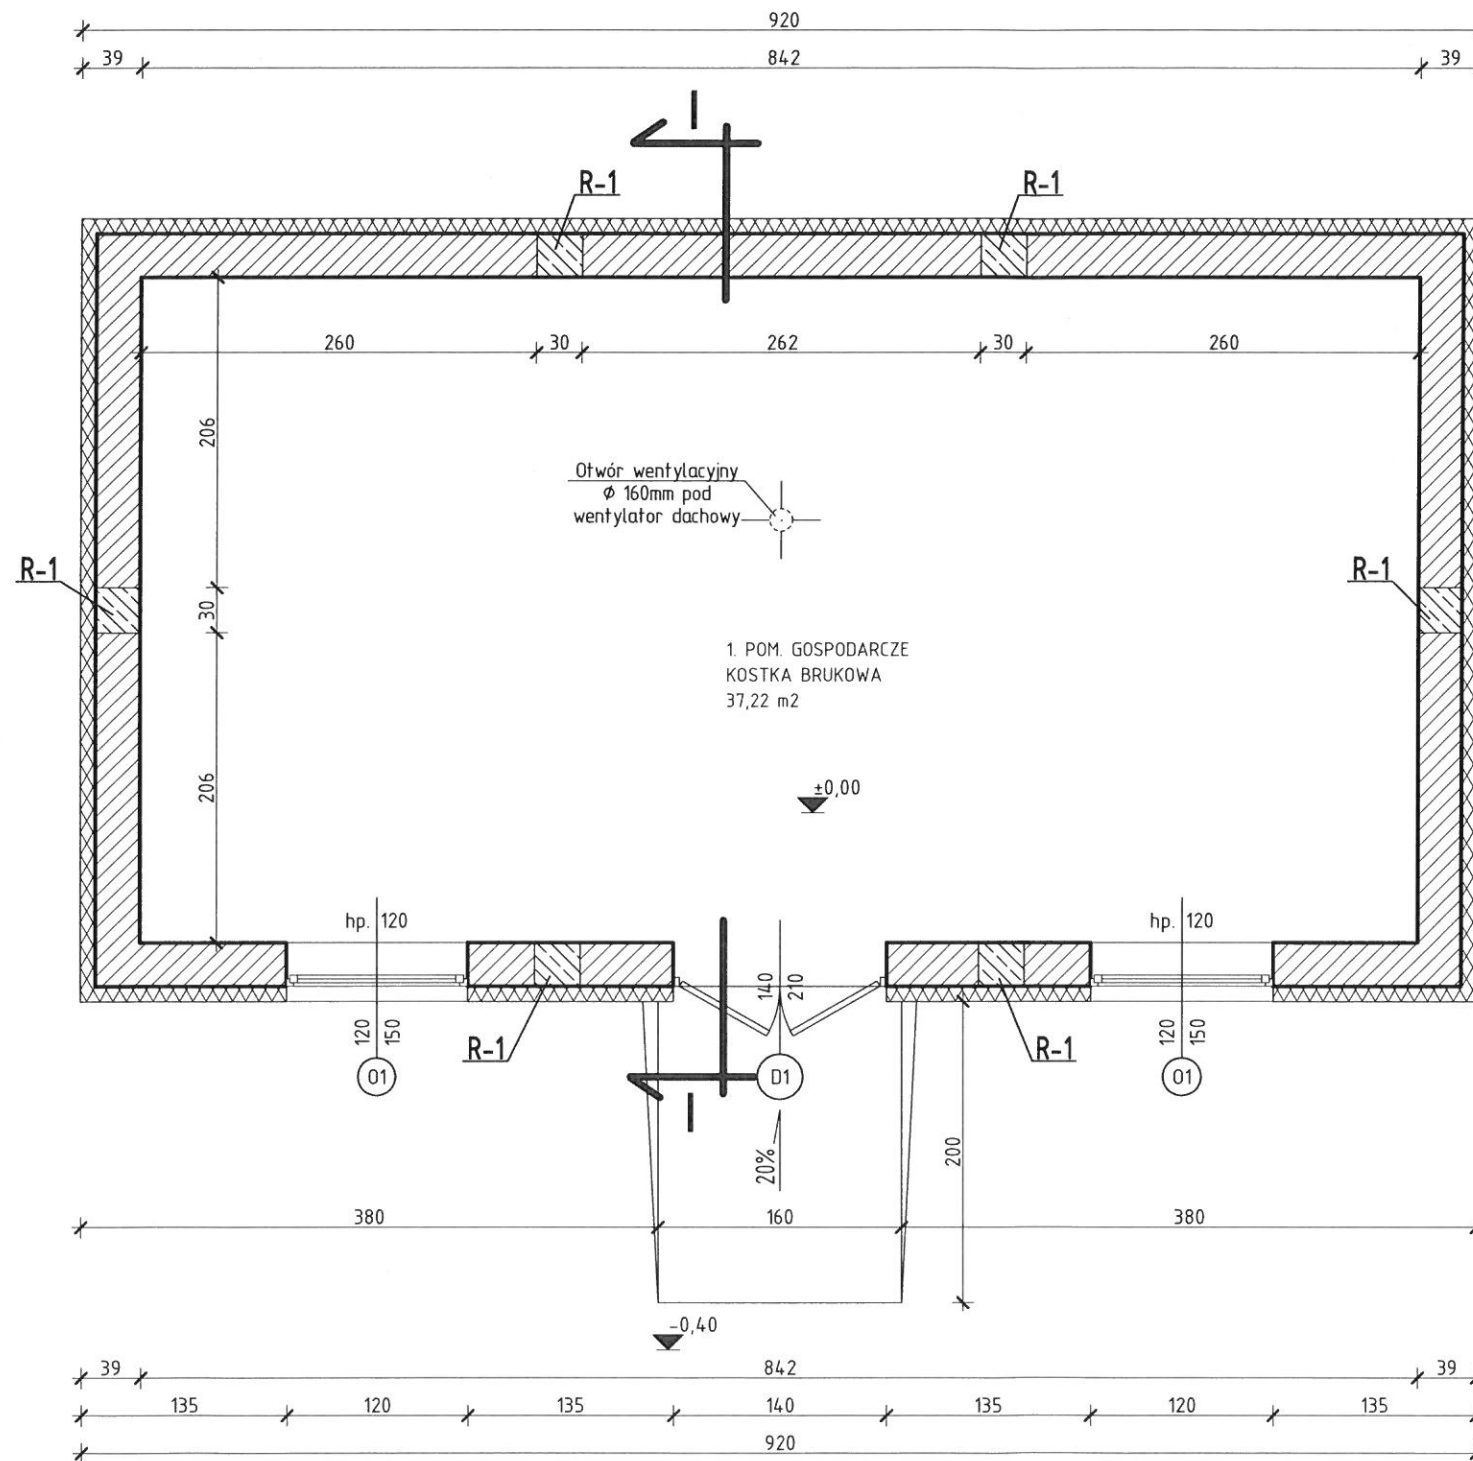 920
39 842 39
I
R-1 R-1
260 30 262 30 260
206
Otwór wentylacyjny
Ø 160mm pod
wentylator dachowy
R-1 R-1
30
1. POM. GOSPODARCZE
KOSTKA BRUKOWA
37,22 m2
206
±0,00
hp. 120 hp. 120
140 210
120 150 120 150
R-1 R-1
O1 D1 O1
I
20%
200
380 160 380
-0,40
39 842 39
135 120 135 140 135 120 135
920